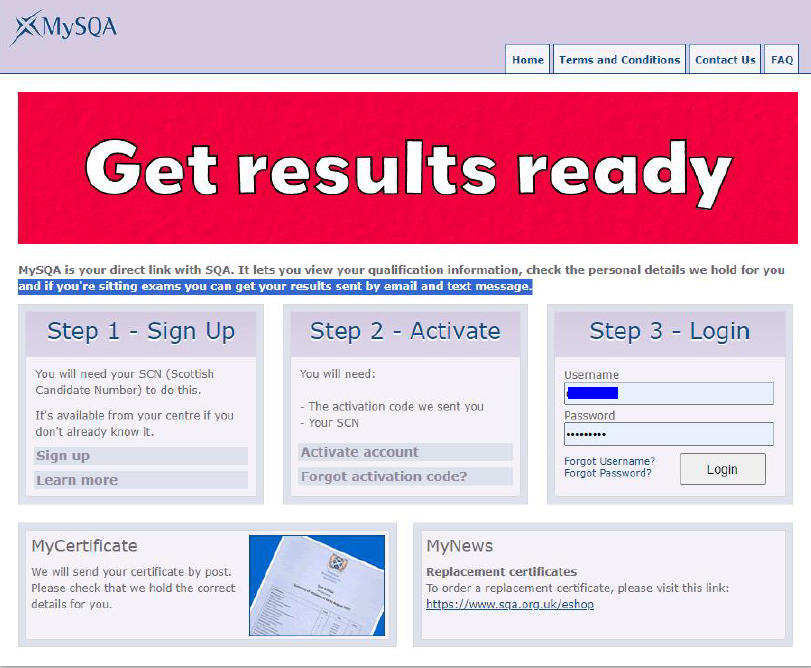 MySQA
Home
Terms and Conditions
Contact Us
FAQ
Get results ready
MySQA is your direct link with SQA. It lets you view your qualification information, check the personal details we hold for you
and if you're sitting exams you can get your results sent by email and text message.
Step 1 - Sign Up
You will need your SCN (Scottish
Candidate Number) to do this.
It's available from your centre if you
don't already know it.
Sign up
Learn more
Step 2 - Activate
You will need:
- The activation code we sent you
- Your SCN
Activate account
Forgot activation code?
Step 3 - Login
Username
Password
•••••••••
Forgot Username?
Forgot Password?
Login
MyCertificate
We will send your certificate by post.
Please check that we hold the correct
details for you.
MyNews
Replacement certificates
To order a replacement certificate, please visit this link:
https://www.sqa.org.uk/eshop